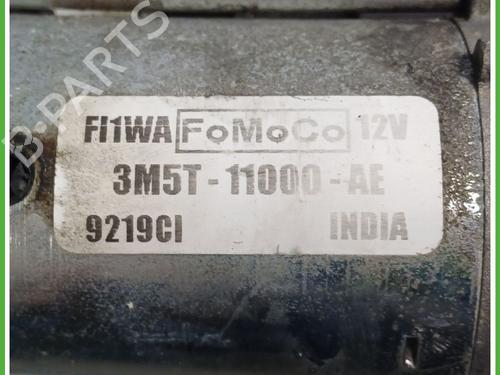 B-PARTS
FI1WA FoMoCo 12V
3M5T-11000-AE
9219CI INDIA